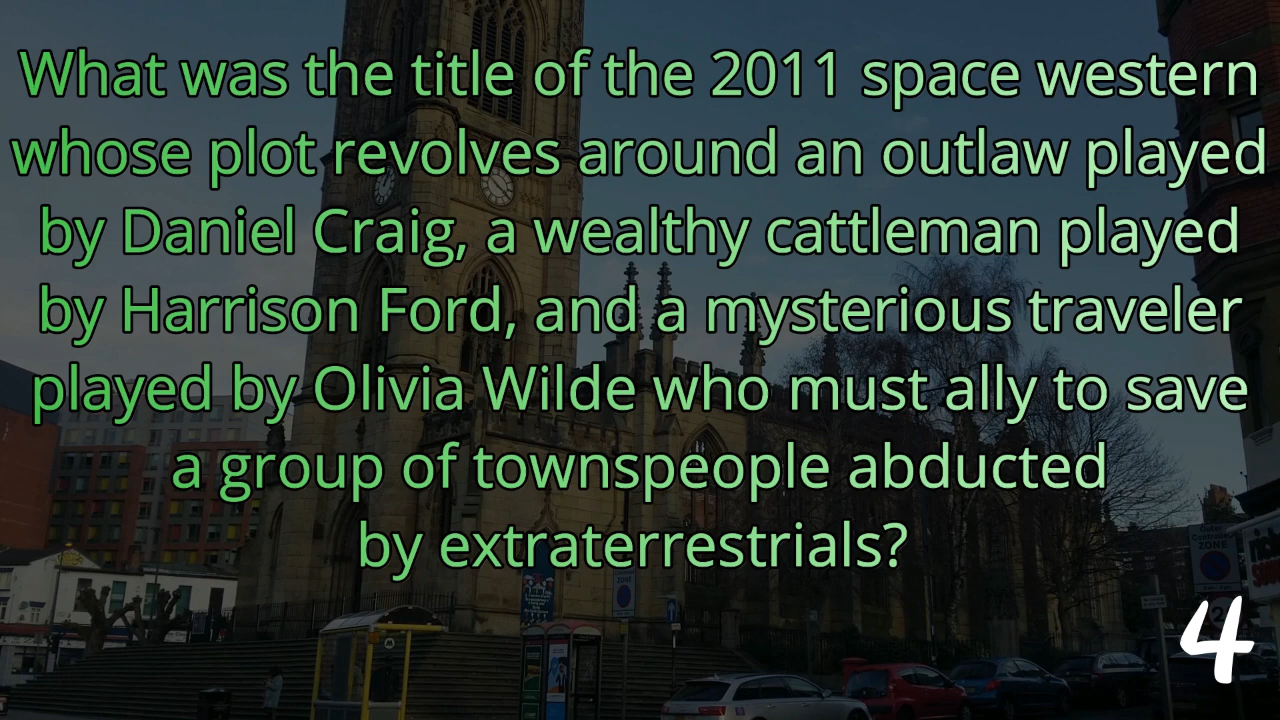 What was the title of the 2011 space western
whose plot revolves around an outlaw played
by Daniel Craig, a wealthy cattleman played
by Harrison Ford, and a mysterious traveler
played by Olivia Wilde who must ally to save
a group of townspeople abducted
by extraterrestrials?
ZONE
ZONE
4